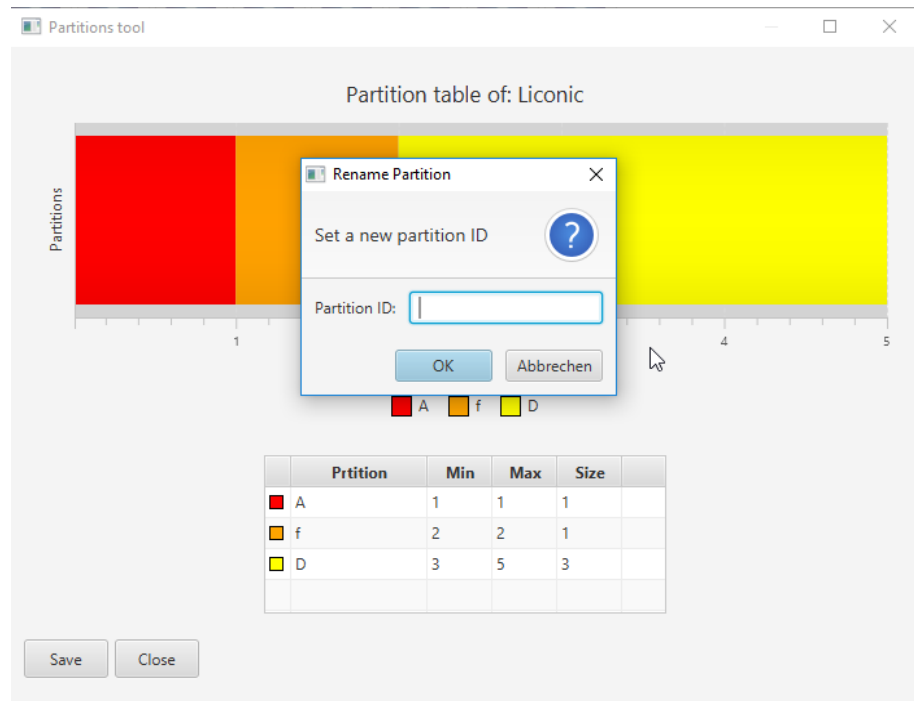 Partitions tool
Partition table of: Liconic
Partitions
Rename Partition
Set a new partition ID
?
Partition ID:
OK Abbrechen
1 4 5
A f D
Prtition Min Max Size
A 1 1 1
f 2 2 1
D 3 5 3
Save Close